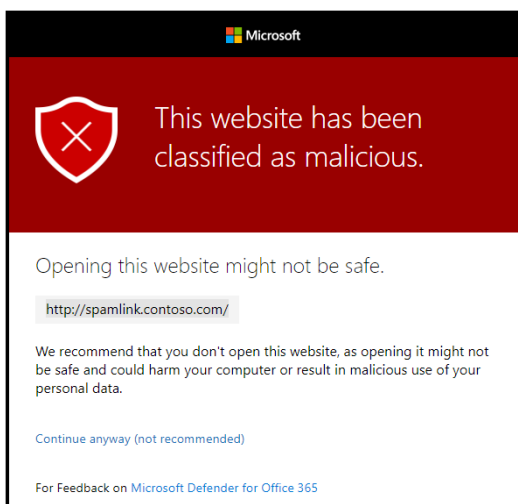 Microsoft
This website has been
classified as malicious.
Opening this website might not be safe.
http://spamlink.contoso.com/
We recommend that you don't open this website, as opening it might not
be safe and could harm your computer or result in malicious use of your
personal data.
Continue anyway (not recommended)
For Feedback on Microsoft Defender for Office 365